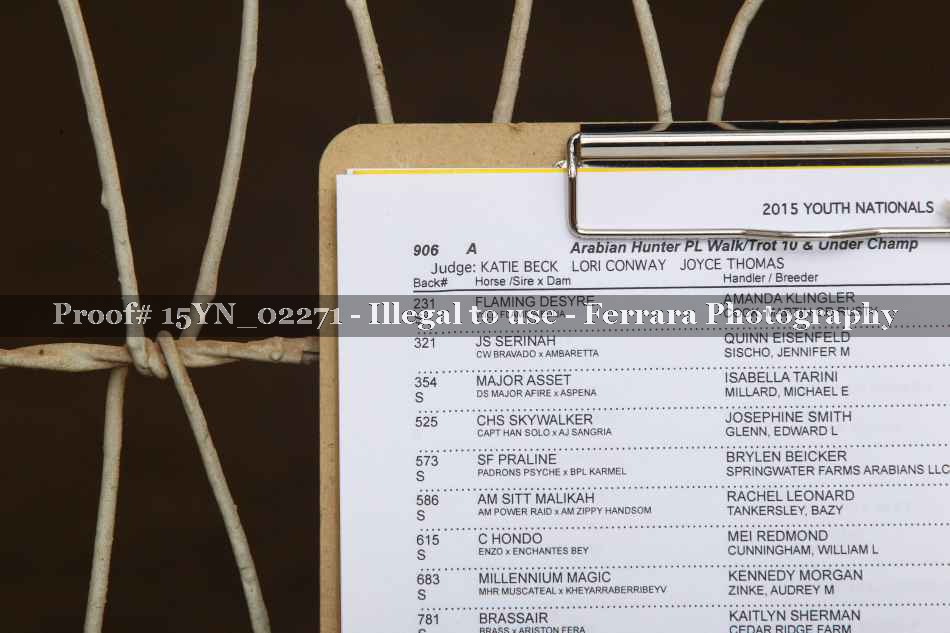 2015 YOUTH NATIONALS
906 A Arabian Hunter PL Walk/Trot 10 & Under Champ
Judge: KATIE BECK LORI CONWAY JOYCE THOMAS
Back# Horse /Sire x Dam Handler / Breeder
231 FLAMING DESYRE AMANDA KLINGLER
Proof# 15YN_02271 - Illegal to use - Ferrara Photography
321 JS SERINAH QUINN EISENFELD
CW BRAVADO x AMBARETTA SISCHO, JENNIFER M
354 MAJOR ASSET ISABELLA TARINI
S DS MAJOR AFIRE x ASPENA MILLARD, MICHAEL E
525 CHS SKYWALKER JOSEPHINE SMITH
CAPT HAN SOLO x AJ SANGRIA GLENN, EDWARD L
573 SF PRALINE BRYLEN BEICKER
S PADRONS PSYCHE x BPL KARMEL SPRINGWATER FARMS ARABIANS LLC
586 AM SITT MALIKAH RACHEL LEONARD
S AM POWER RAID x AM ZIPPY HANDSOM TANKERSLEY, BAZY
615 C HONDO MEI REDMOND
S ENZO x ENCHANTES BEY CUNNINGHAM, WILLIAM L
683 MILLENNIUM MAGIC KENNEDY MORGAN
S MHR MUSCATEAL x KHEYARRABERRIBEYV ZINKE, AUDREY M
781 BRASSAIR KAITLYN SHERMAN
S BRASS x ARISTON FERA CEDAR RIDGE FARM